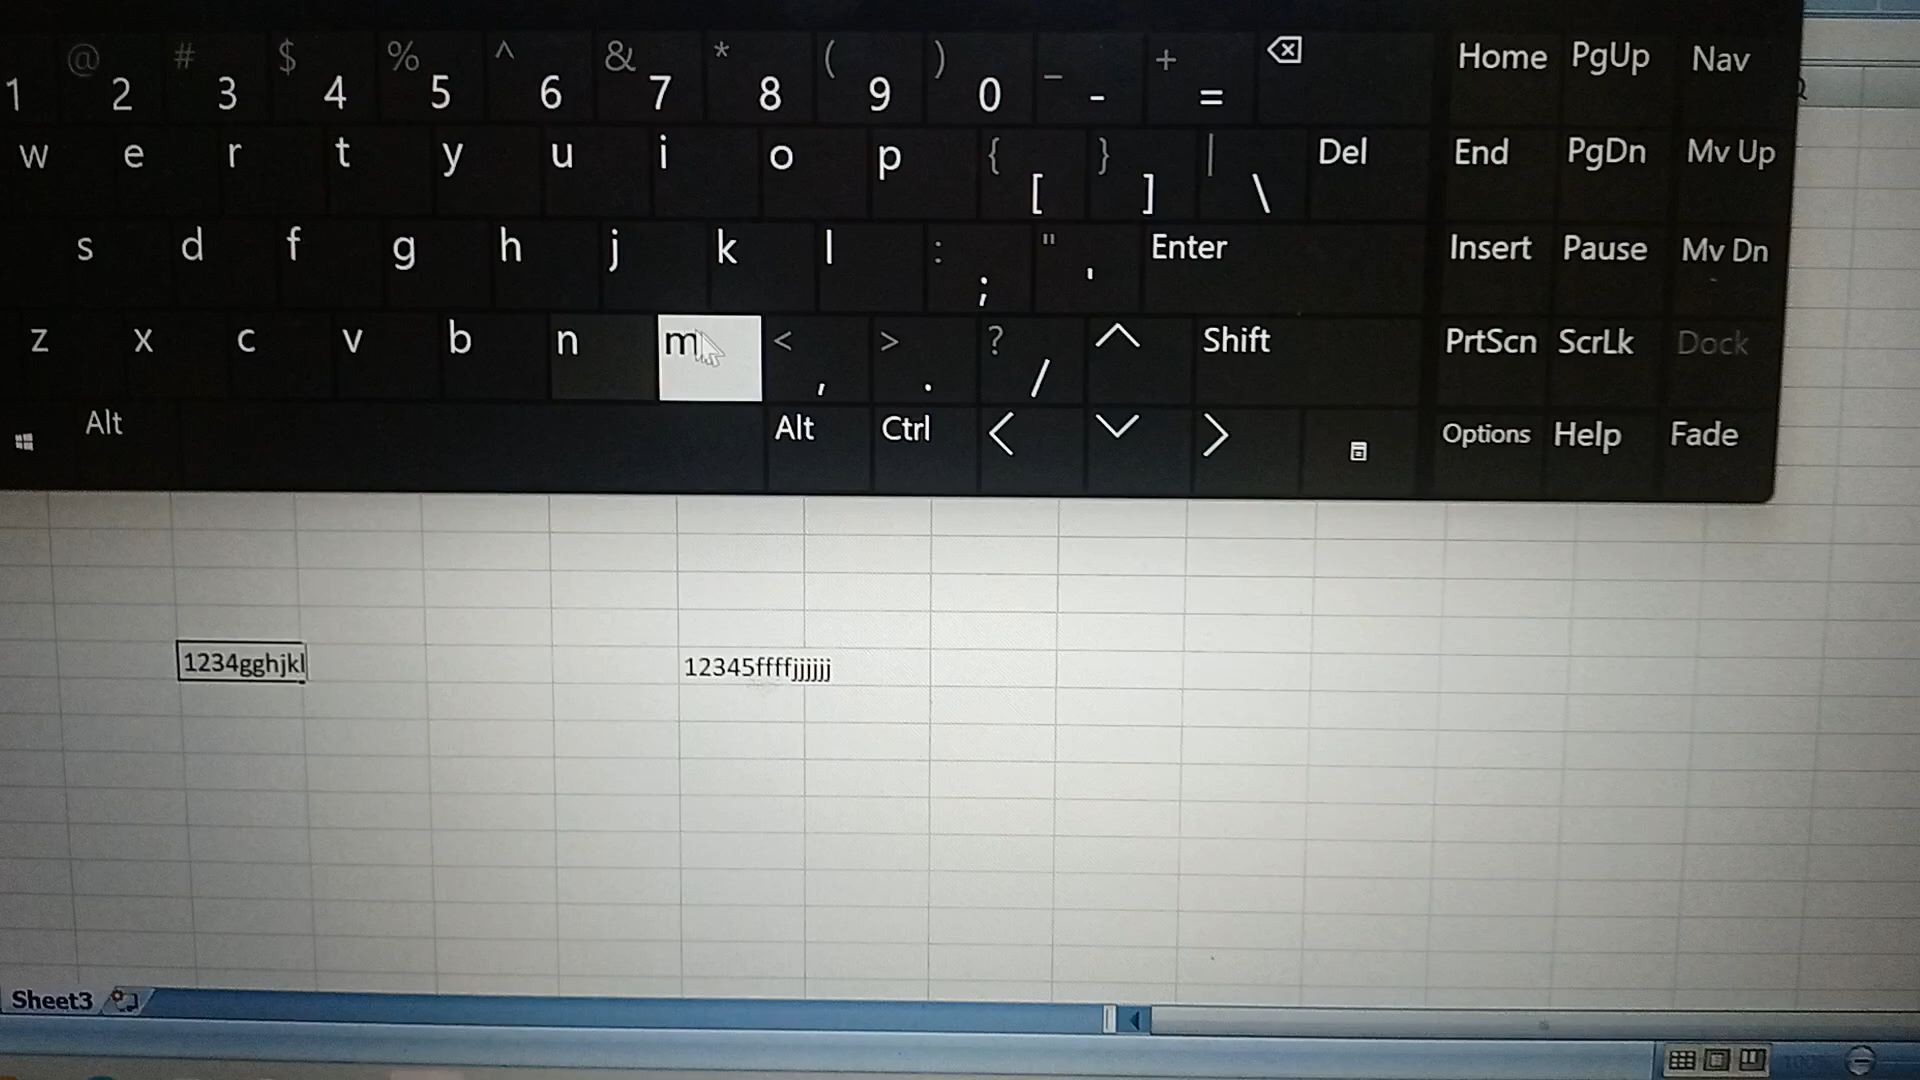 @ # $ % ^ & * ( ) _ +
1 2 3 4 5 6 7 8 9 0 - = Home PgUp Nav
w e r t y u i o p { [ } ] | \ Del End PgDn Mv Up
s d f g h j k l : ; " ' Enter Insert Pause Mv Dn
z x c v b n m < , > . ? / Shift PrtScn ScrLk Dock
Alt Alt Ctrl Options Help Fade
1234gghjkl 12345ffffjjjjjj
Sheet3
100%